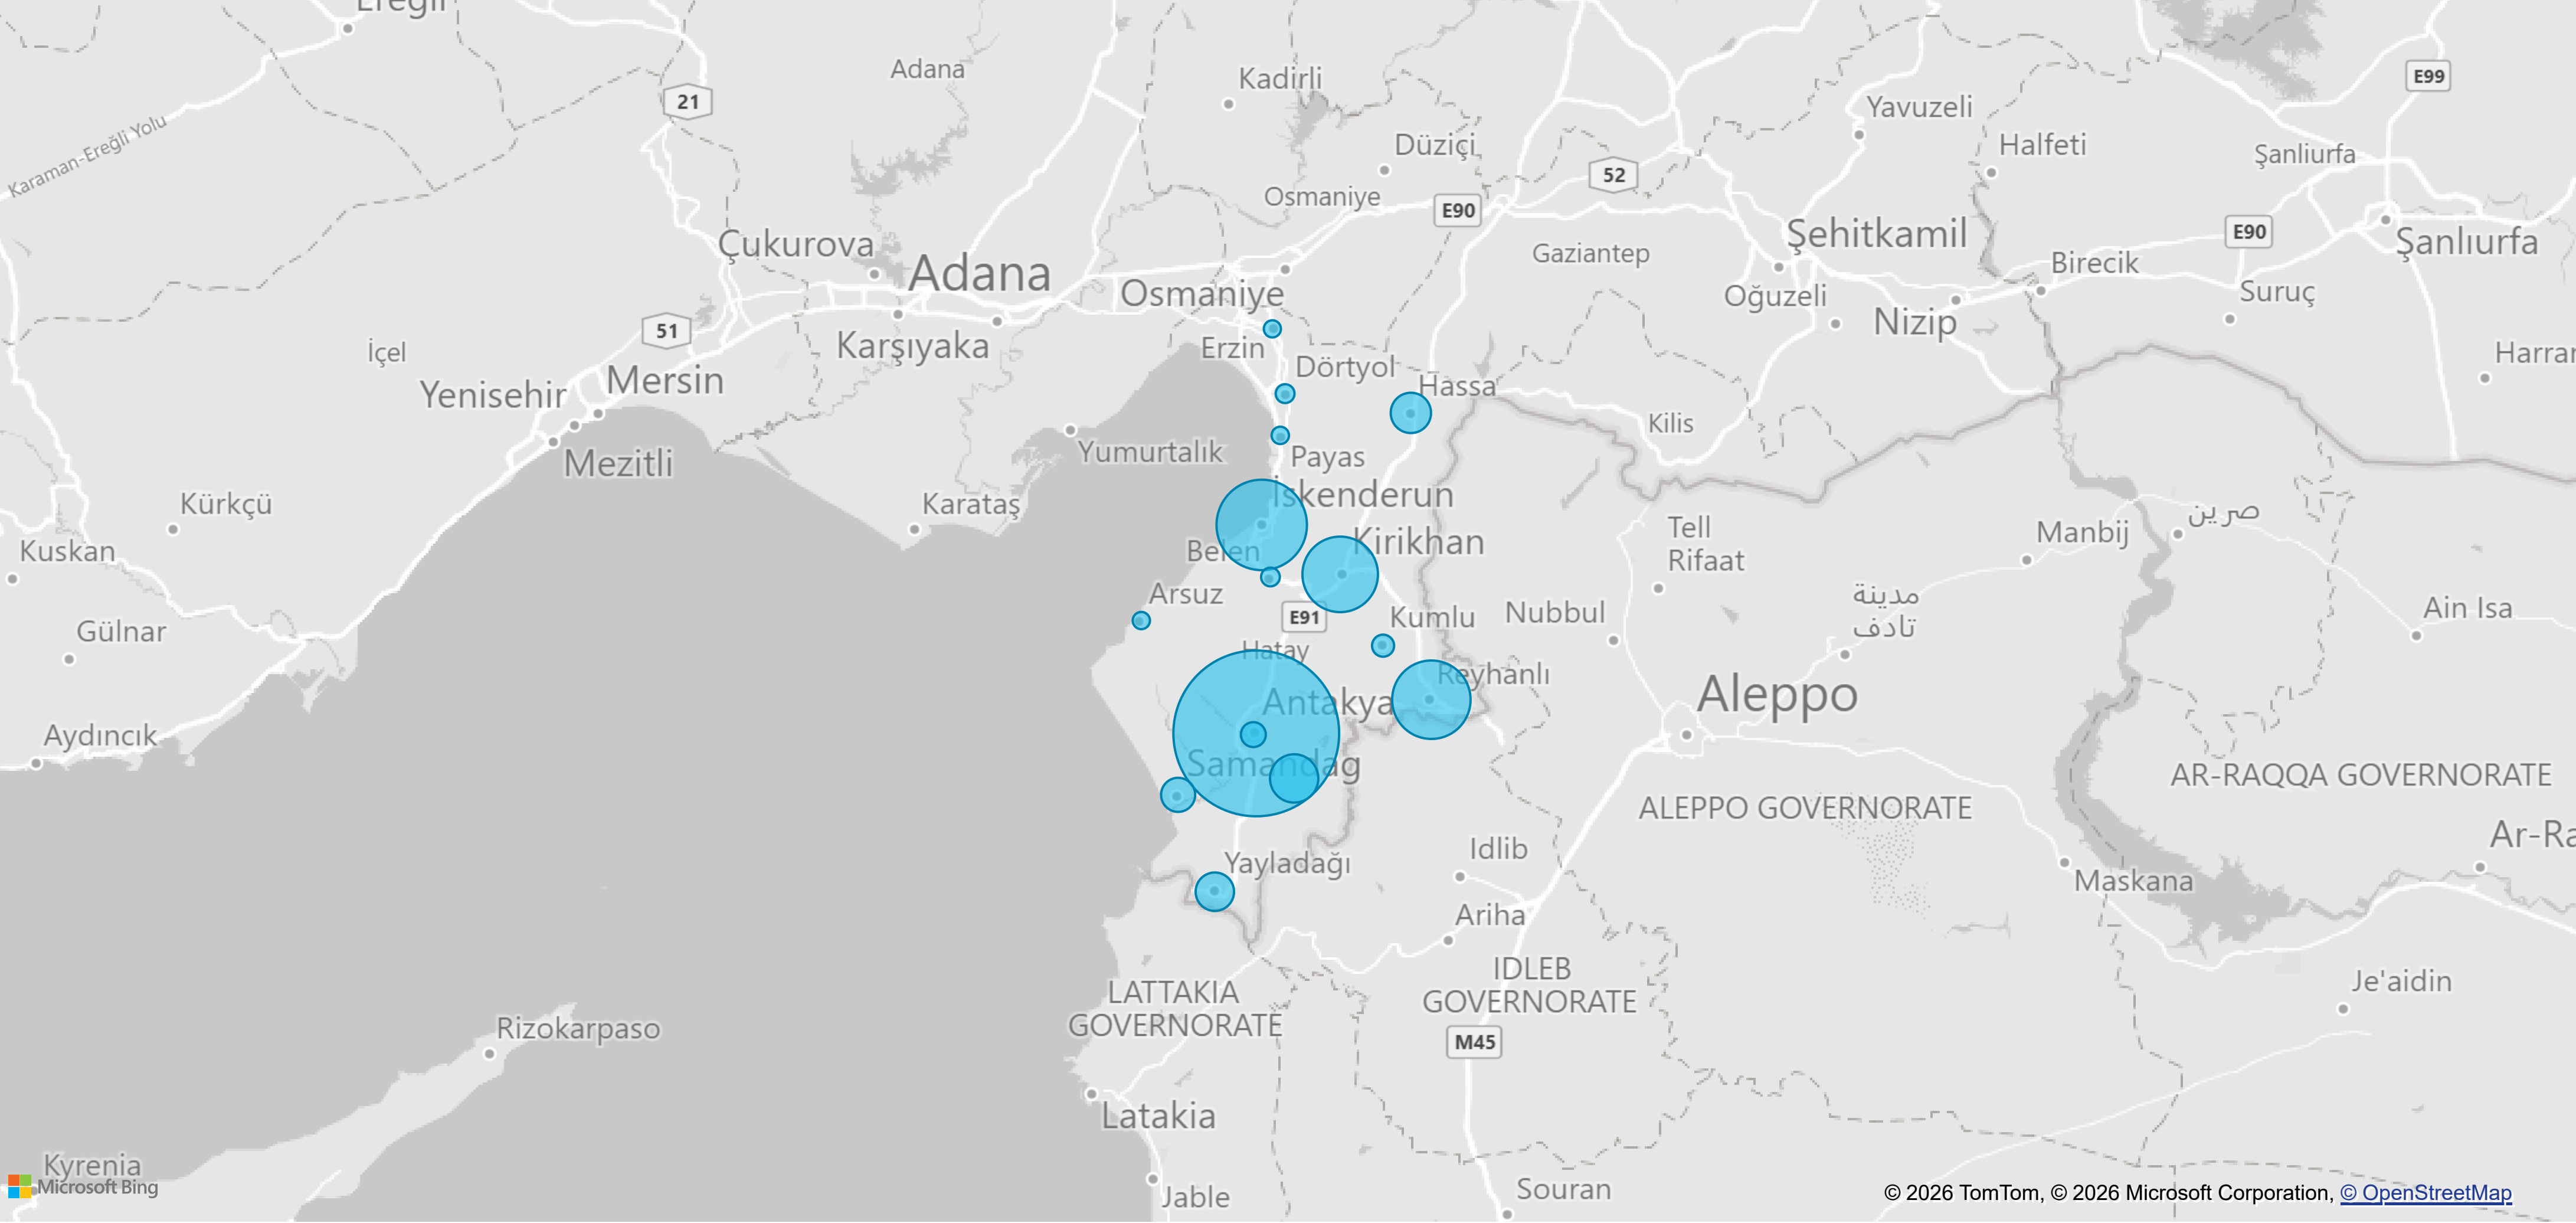 Ereğli
Adana
Kadirli
E99
21
Yavuzeli
Karaman-Ereğli Yolu
Düziçi
Halfeti
Şanliurfa
52
Osmaniye
E90
Çukurova
Şehitkamil
E90
Şanlıurfa
Adana
Gaziantep
Birecik
Osmaniye
Oğuzeli
Suruç
Nizip
51
Karşıyaka
Erzin
İçel
Harran
Dörtyol
Yenisehir
Mersin
Hassa
Kilis
Yumurtalık
Payas
Mezitli
İskenderun
Kürkçü
Karataş
صرين
Tell
Rifaat
Manbij
Kirikhan
Kuskan
Belen
Arsuz
مدينة
تادف
Ain Isa
E91
Kumlu
Nubbul
Gülnar
Hatay
Reyhanlı
Aleppo
Antakya
Aydıncık
Samandag
AR-RAQQA GOVERNORATE
ALEPPO GOVERNORATE
Ar-Ra
Idlib
Yayladağı
Maskana
Ariha
IDLEB
GOVERNORATE
Je'aidin
LATTAKIA
GOVERNORATE
Rizokarpaso
M45
Latakia
Kyrenia
Microsoft Bing
Jable
Souran
© 2026 TomTom, © 2026 Microsoft Corporation, © OpenStreetMap